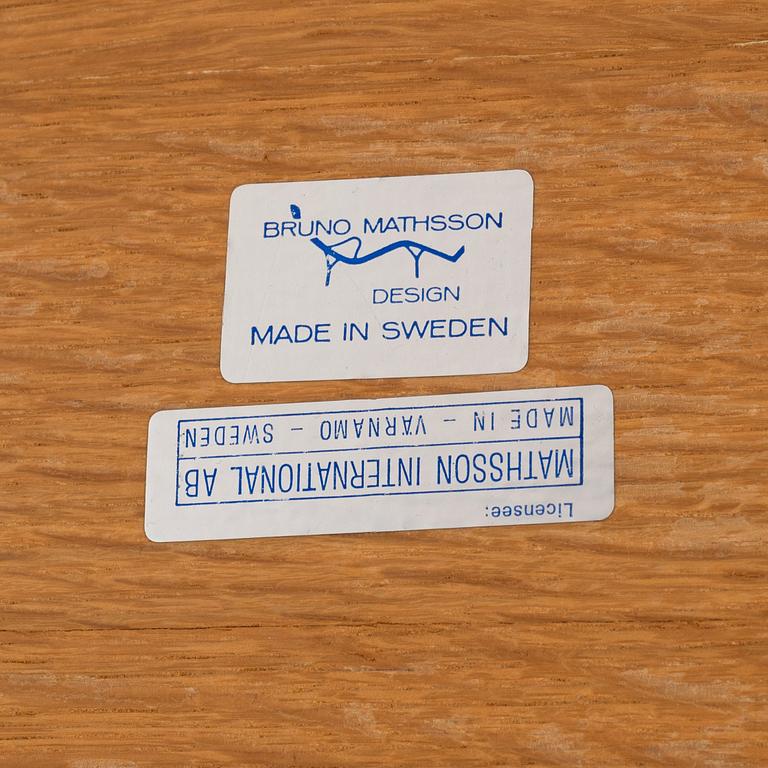 BRUNO MATHSSON
DESIGN
MADE IN SWEDEN
Licensee:
MATHSSON INTERNATIONAL AB
MADE IN – VÄRNAMO – SWEDEN